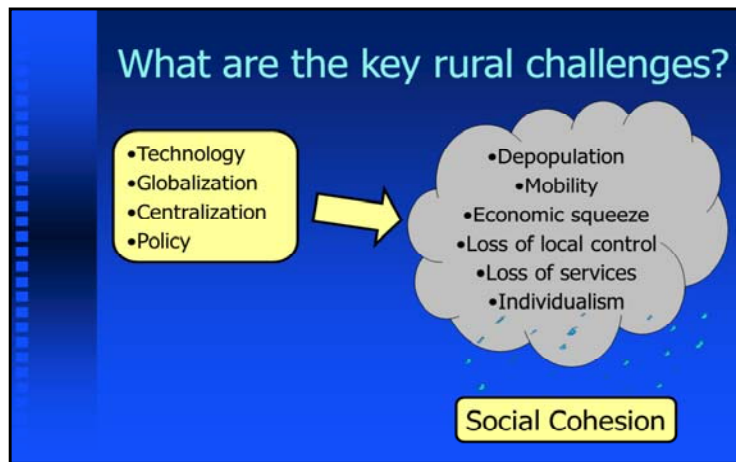 What are the key rural challenges?
•Technology
•Globalization
•Centralization
•Policy
•Depopulation
•Mobility
•Economic squeeze
•Loss of local control
•Loss of services
•Individualism
Social Cohesion